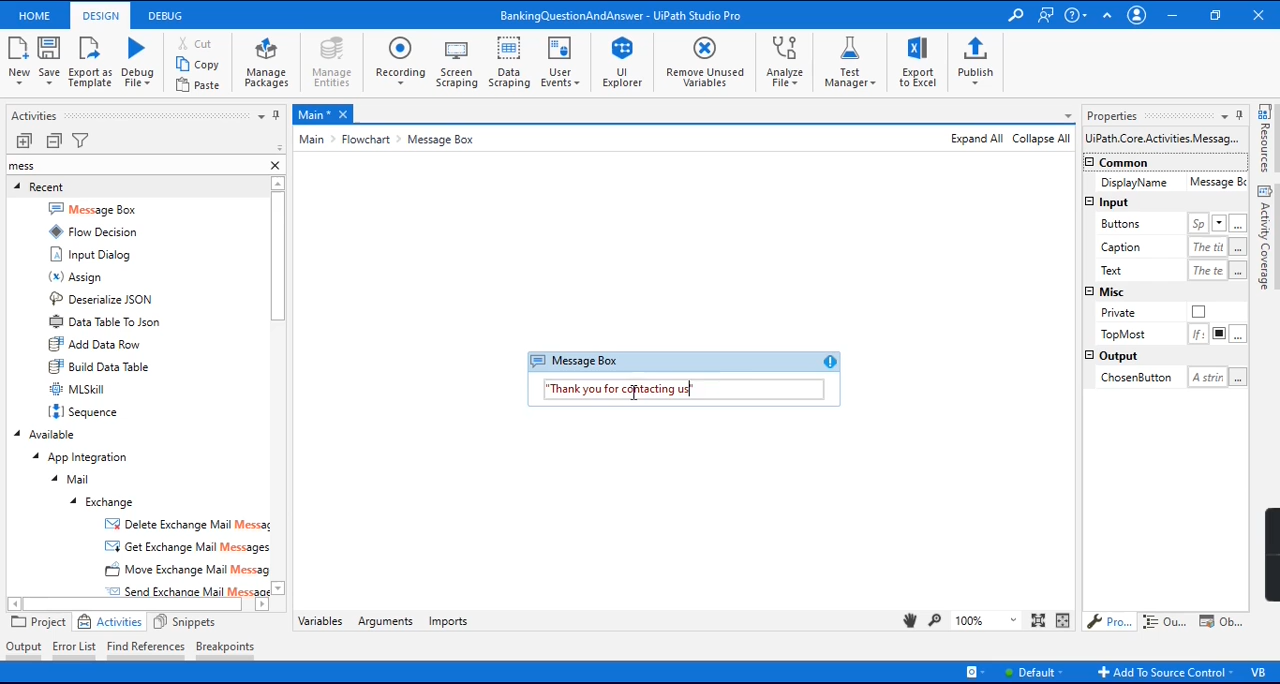 HOME DESIGN DEBUG BankingQuestionAndAnswer - UiPath Studio Pro
New Save Export as Template Debug File Cut Copy Paste Manage Packages Manage Entities Recording Screen Scraping Data Scraping User Events UI Explorer Remove Unused Variables Analyze File Test Manager Export to Excel Publish
Activities
mess
Recent
Message Box
Flow Decision
Input Dialog
Assign
Deserialize JSON
Data Table To Json
Add Data Row
Build Data Table
MLSkill
Sequence
Available
App Integration
Mail
Exchange
Delete Exchange Mail Messag
Get Exchange Mail Messages
Move Exchange Mail Messag
Send Exchange Mail Message
Project Activities Snippets
Main *
Main > Flowchart > Message Box Expand All Collapse All
Message Box
"Thank you for contacting us"
Variables Arguments Imports 100%
Properties
UiPath.Core.Activities.Messag...
Common
DisplayName Message Bo
Input
Buttons Sp ...
Caption The tit ...
Text The te ...
Misc
Private
TopMost ...
Output
ChosenButton A strin ...
Pro... Ou... Ob...
Resources
Activity Coverage
Output Error List Find References Breakpoints
Default Add To Source Control VB